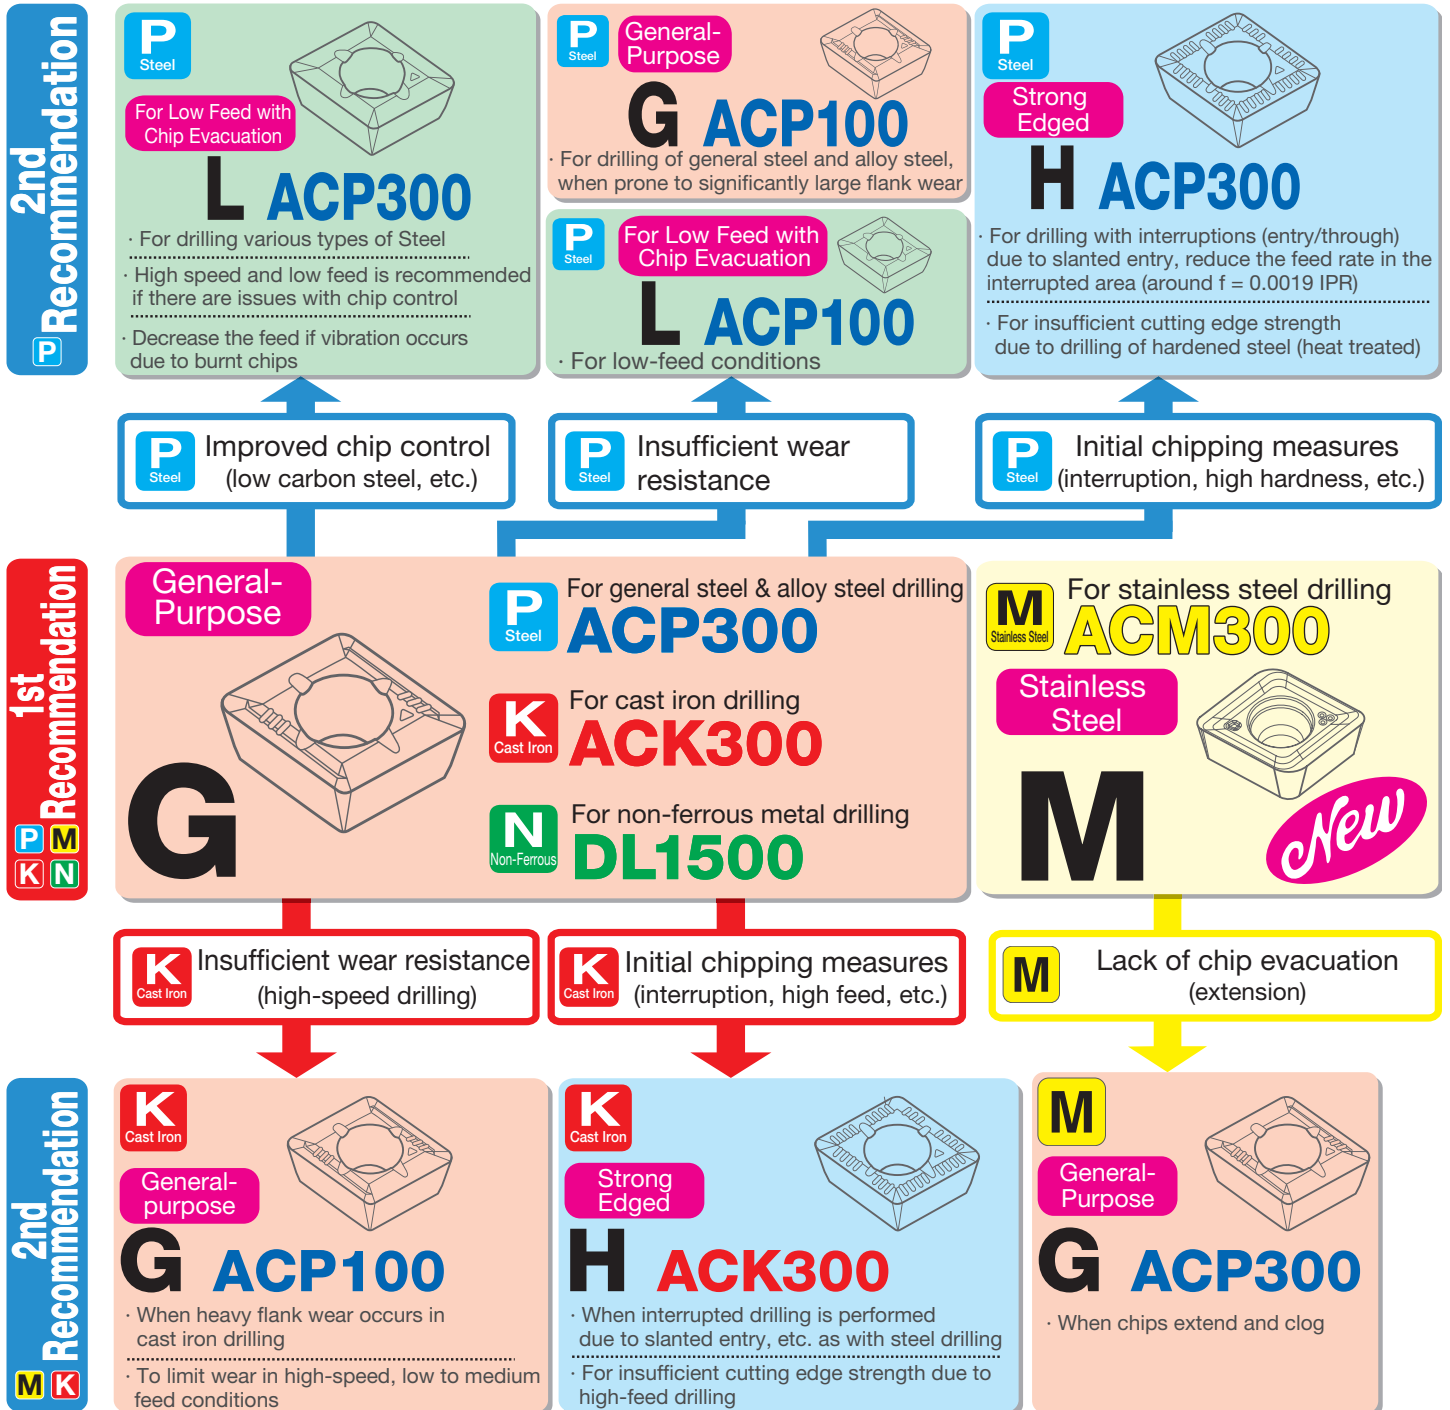 2nd
Recommendation
P
P
Steel
For Low Feed with
Chip Evacuation
L ACP300
· For drilling various types of Steel
· High speed and low feed is recommended
if there are issues with chip control
· Decrease the feed if vibration occurs
due to burnt chips
P
Steel
General-
Purpose
G ACP100
· For drilling of general steel and alloy steel,
when prone to significantly large flank wear
P
Steel
For Low Feed with
Chip Evacuation
L ACP100
· For low-feed conditions
P
Steel
Strong
Edged
H ACP300
· For drilling with interruptions (entry/through)
due to slanted entry, reduce the feed rate in the
interrupted area (around f = 0.0019 IPR)
· For insufficient cutting edge strength
due to drilling of hardened steel (heat treated)
P
Steel
Improved chip control
(low carbon steel, etc.)
P
Steel
Insufficient wear
resistance
P
Steel
Initial chipping measures
(interruption, high hardness, etc.)
1st
Recommendation
P M
K N
General-
Purpose
G
P
Steel
For general steel & alloy steel drilling
ACP300
K
Cast Iron
For cast iron drilling
ACK300
N
Non-Ferrous
For non-ferrous metal drilling
DL1500
M
Stainless Steel
For stainless steel drilling
ACM300
Stainless
Steel
M
New
K
Cast Iron
Insufficient wear resistance
(high-speed drilling)
K
Cast Iron
Initial chipping measures
(interruption, high feed, etc.)
M
Lack of chip evacuation
(extension)
2nd
Recommendation
M K
K
Cast Iron
General-
purpose
G ACP100
· When heavy flank wear occurs in
cast iron drilling
· To limit wear in high-speed, low to medium
feed conditions
K
Cast Iron
Strong
Edged
H ACK300
· When interrupted drilling is performed
due to slanted entry, etc. as with steel drilling
· For insufficient cutting edge strength due to
high-feed drilling
M
General-
Purpose
G ACP300
· When chips extend and clog